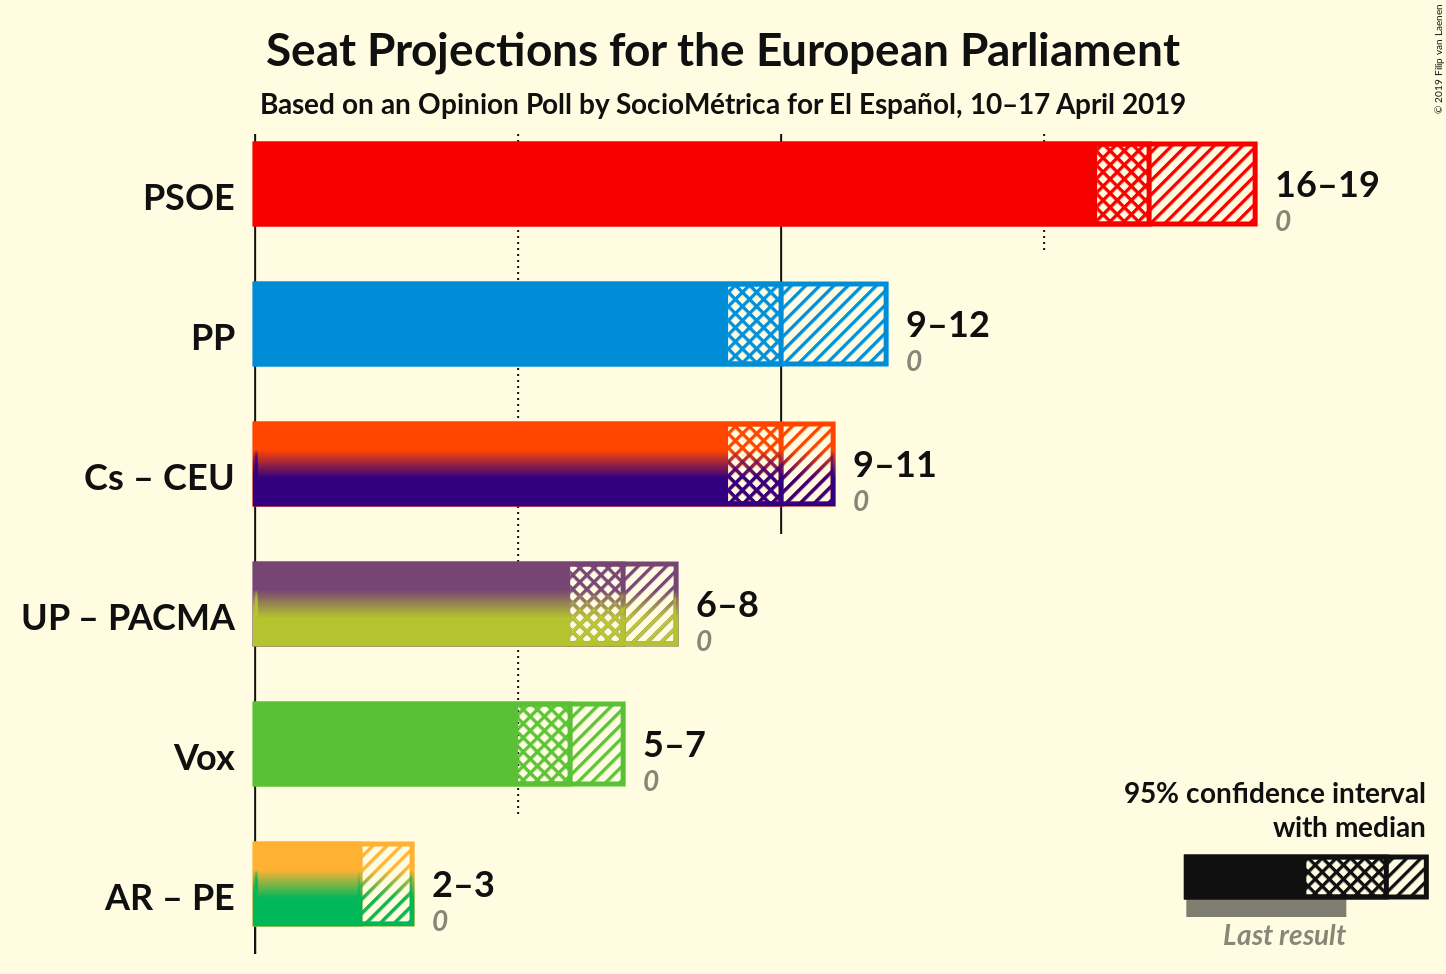 Seat Projections for the European Parliament
Based on an Opinion Poll by SocioMétrica for El Español, 10–17 April 2019
© 2019 Filip van Laenen
PSOE
16–19
0
PP
9–12
0
Cs – CEU
9–11
0
UP – PACMA
6–8
0
Vox
5–7
0
AR – PE
2–3
0
95% confidence interval
with median
Last result